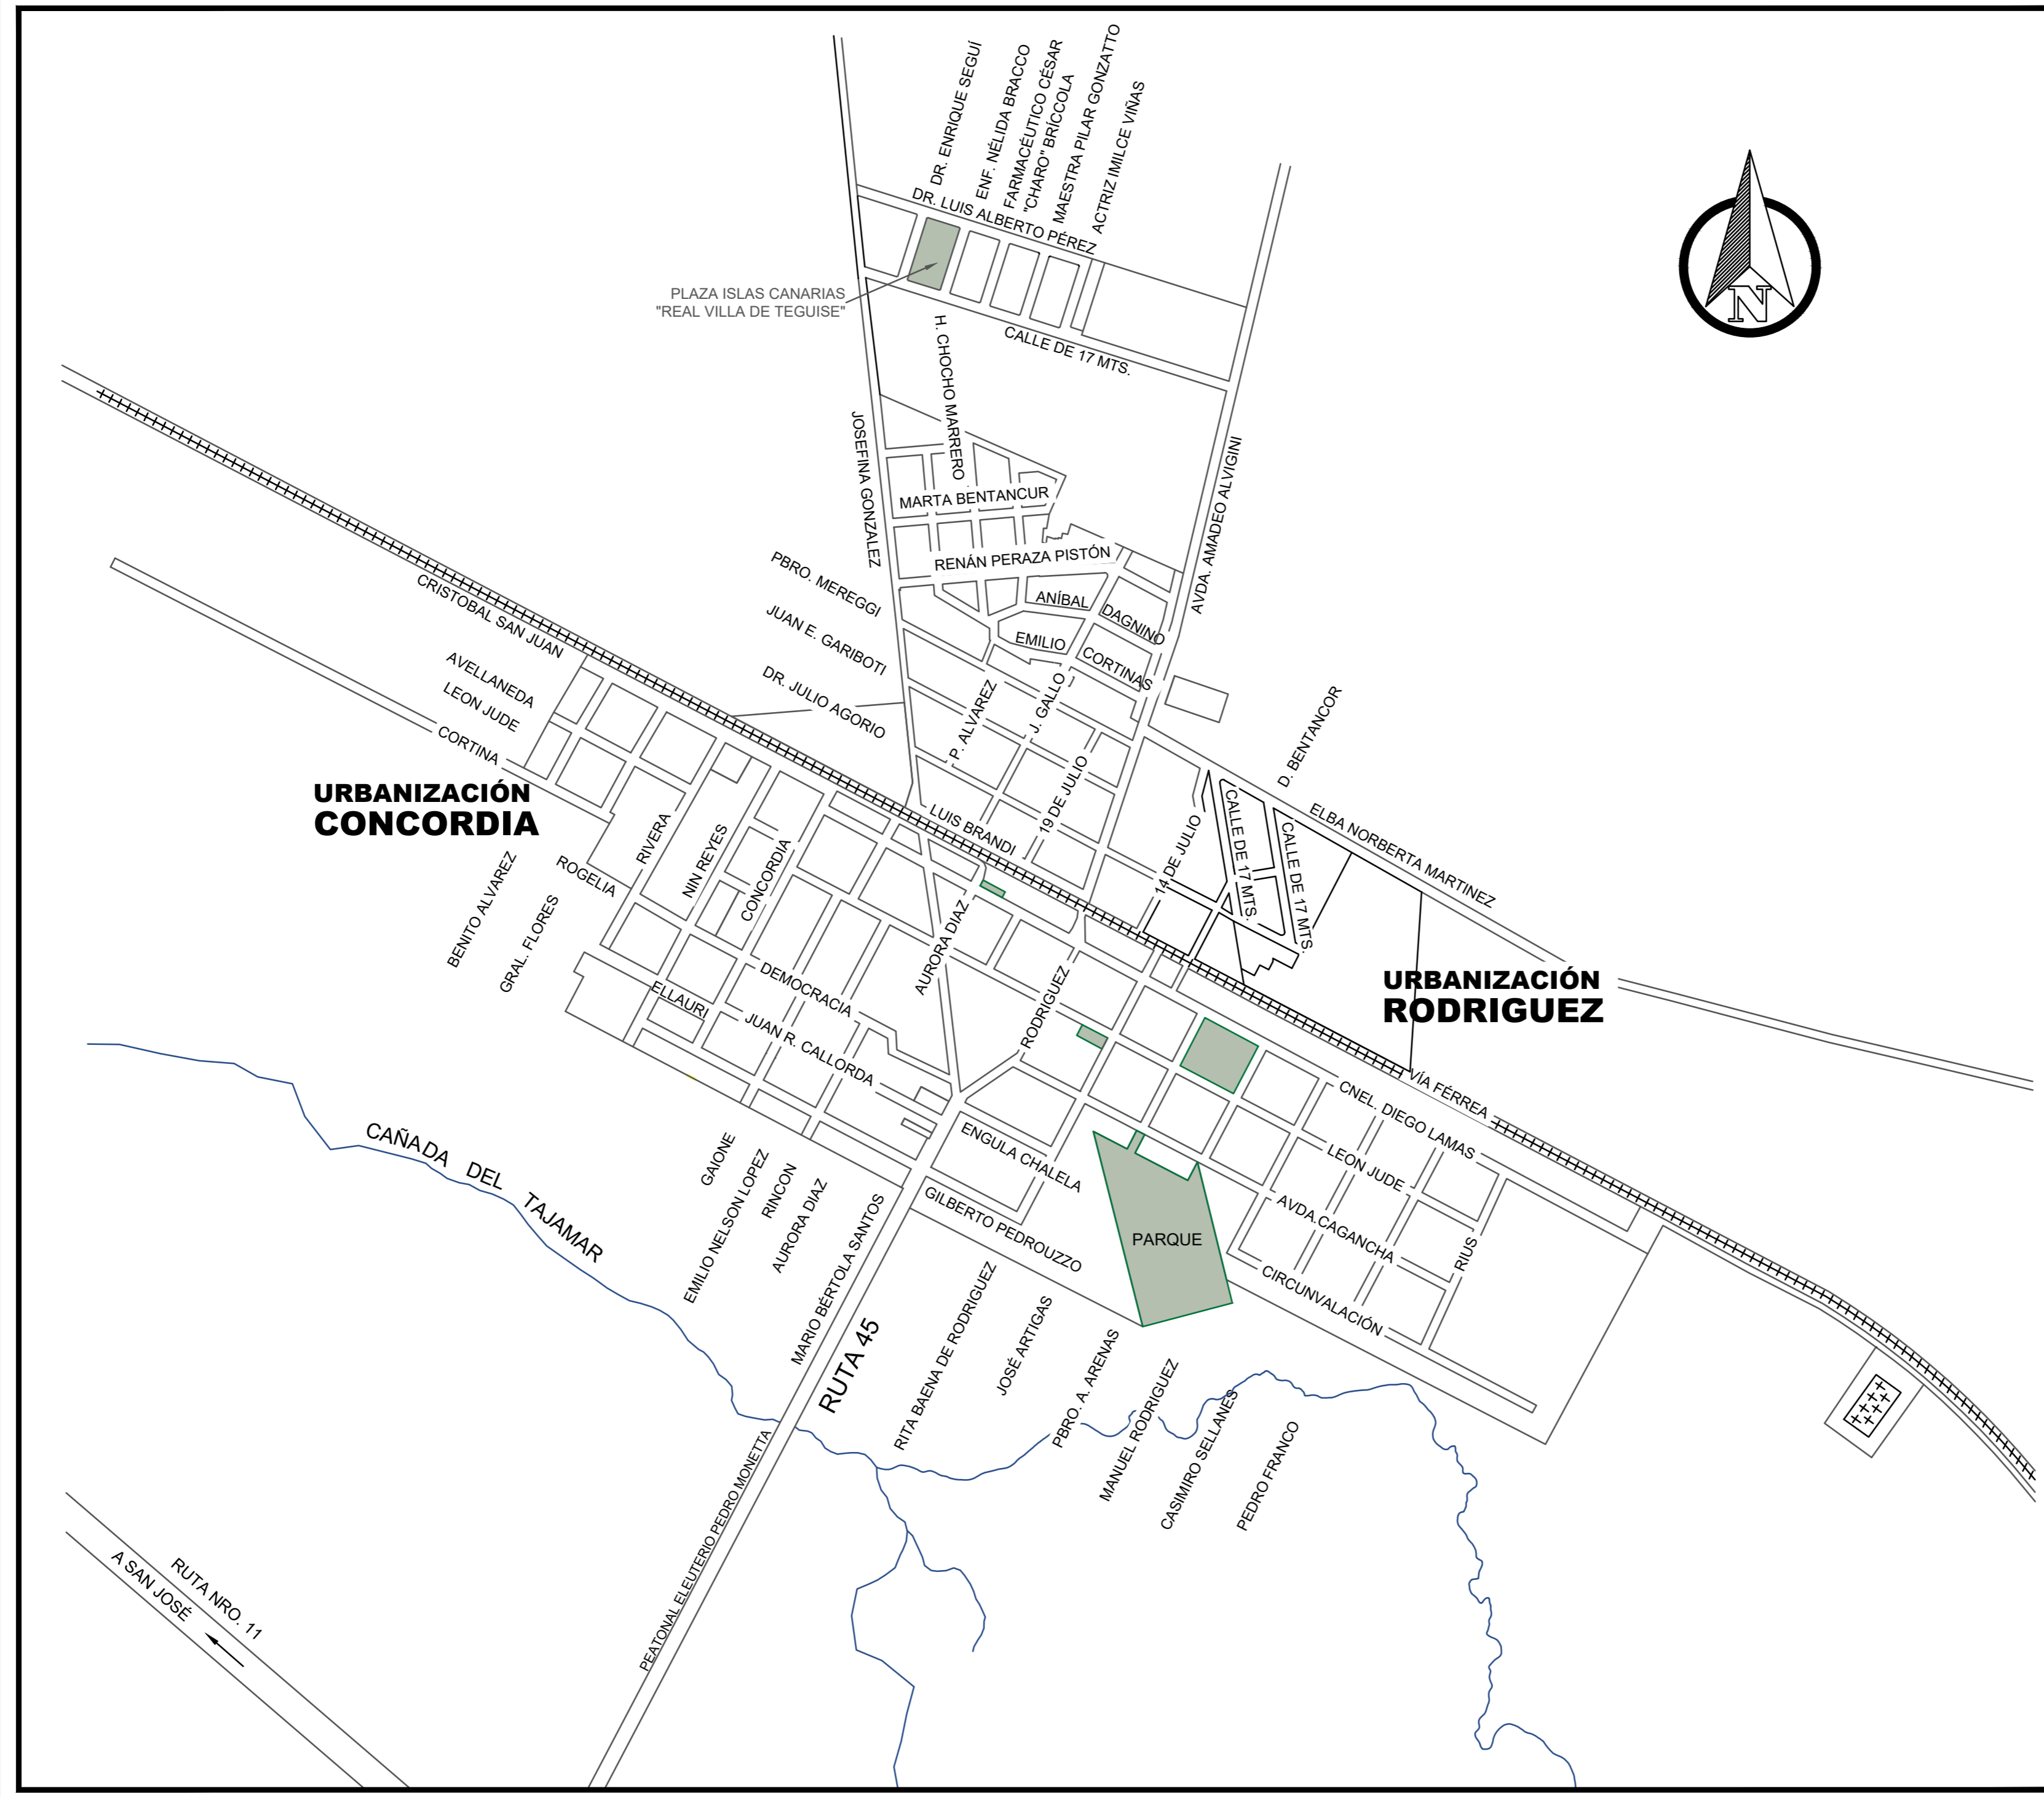 DR. ENRIQUE SEGUÍ
ENF. NÉLIDA BRACCO
FARMACÉUTICO CÉSAR
"CHARO" BRÍCCOLA
MAESTRA PILAR GONZATTO
ACTRIZ IMILCE VIÑAS
DR. LUIS ALBERTO PÉREZ
PLAZA ISLAS CANARIAS
"REAL VILLA DE TEGUISE"
CALLE DE 17 MTS.
H. CHOCHO MARRERO
JOSEFINA GONZALEZ
AVDA. AMADEO ALVIGINI
MARTA BENTANCUR
RENÁN PERAZA PISTÓN
ANÍBAL DAGNINO
EMILIO CORTINAS
PBRO. MEREGGI
JUAN E. GARIBOTI
DR. JULIO AGORIO
P. ALVAREZ
J. GALLO
19 DE JULIO
LUIS BRANDI
14 DE JULIO
CALLE DE 17 MTS.
CALLE DE 17 MTS.
D. BENTANCOR
ELBA NORBERTA MARTINEZ
N
CRISTOBAL SAN JUAN
AVELLANEDA
LEON JUDE
CORTINA
URBANIZACIÓN
CONCORDIA
RIVERA
NIN REYES
CONCORDIA
ROGELIA
BENITO ALVAREZ
GRAL. FLORES
AURORA DIAZ
DEMOCRACIA
ELLAURI
JUAN R. CALLORDA
RODRIGUEZ
URBANIZACIÓN
RODRIGUEZ
VÍA FÉRREA
CNEL. DIEGO LAMAS
LEON JUDE
AVDA.CAGANCHA
RIUS
CIRCUNVALACIÓN
PARQUE
ENGULA CHALELA
GILBERTO PEDROUZZO
CAÑADA DEL TAJAMAR
GAIONE
EMILIO NELSON LOPEZ
RINCON
AURORA DIAZ
MARIO BÉRTOLA SANTOS
RUTA 45
RITA BAENA DE RODRIGUEZ
JOSÉ ARTIGAS
PBRO. A. ARENAS
MANUEL RODRIGUEZ
CASIMIRO SELLANES
PEDRO FRANCO
PEATONAL ELEUTERIO PEDRO MONETTA
RUTA NRO. 11
A SAN JOSÉ